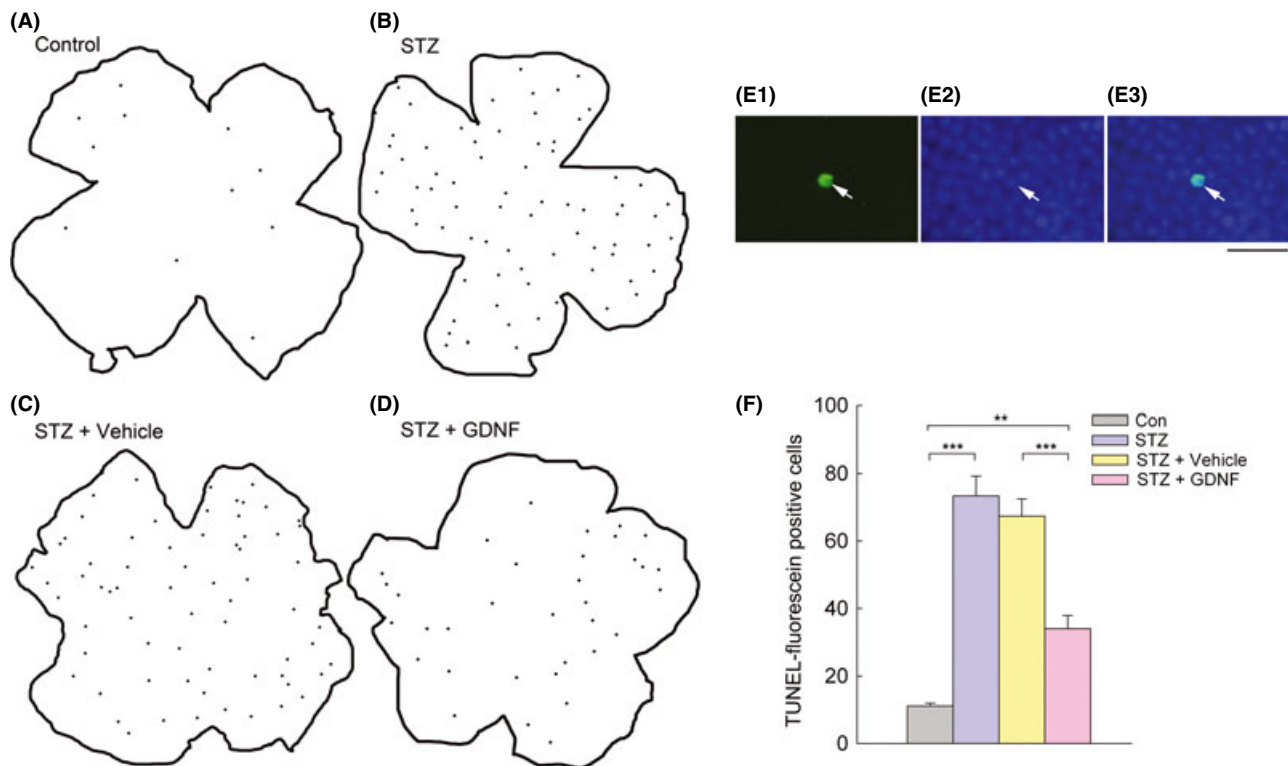 (A)
Control
(B)
STZ
(E1)
(E2)
(E3)
(C)
STZ + Vehicle
(D)
STZ + GDNF
(F)
TUNEL-fluorescein positive cells
100
80
60
40
20
0
**
***
***
Con
STZ
STZ + Vehicle
STZ + GDNF